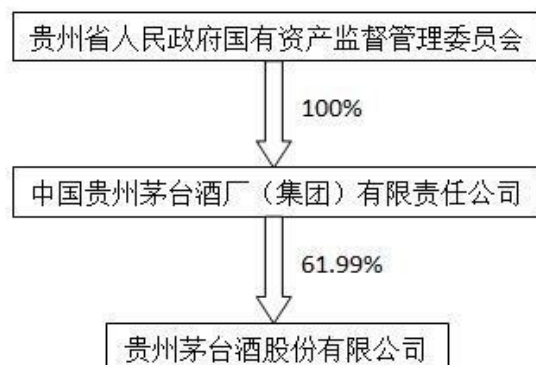 贵州省人民政府国有资产监督管理委员会
100%
中国贵州茅台酒厂（集团）有限责任公司
61.99%
贵州茅台酒股份有限公司